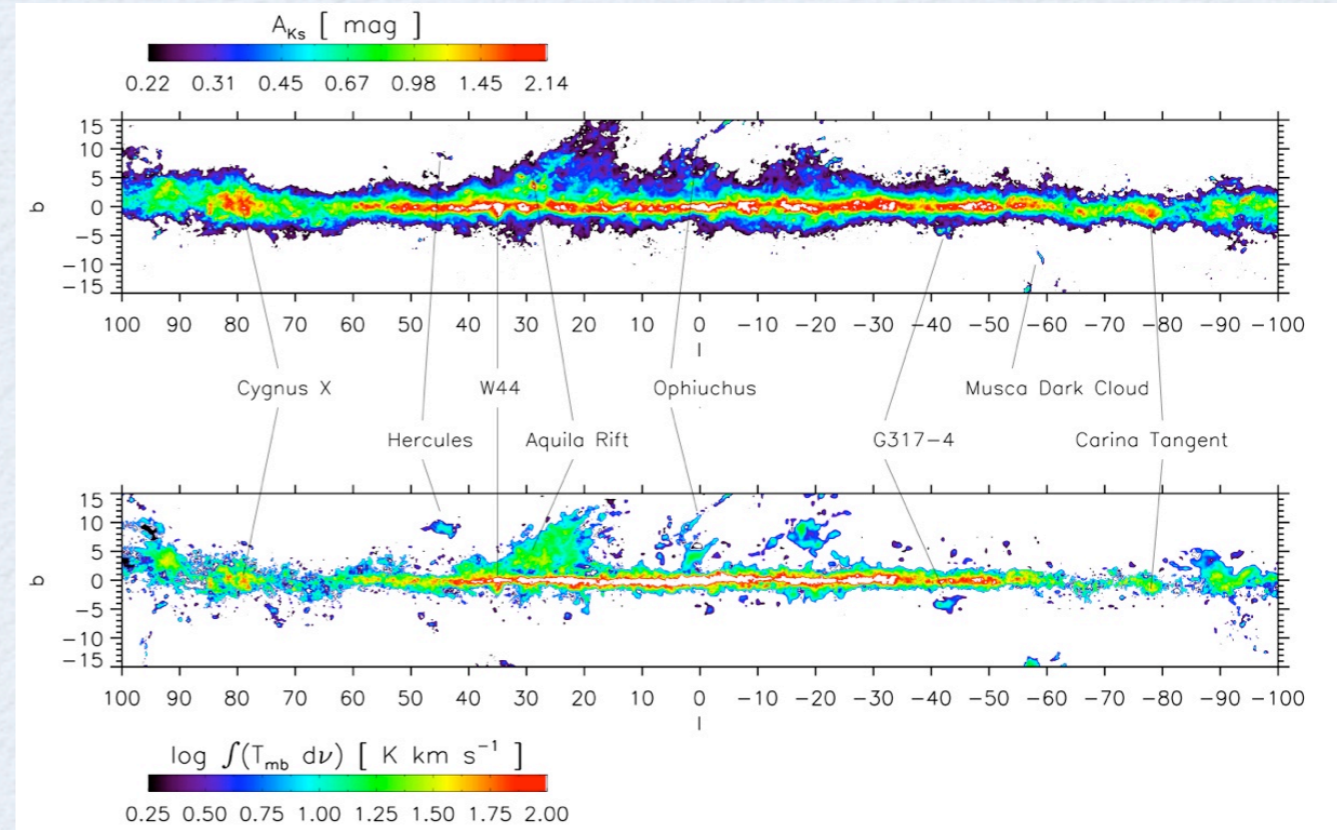 A_Ks [ mag ]
0.22 0.31 0.45 0.67 0.98 1.45 2.14
15
10
5
0
−5
−10
−15
b
100 90 80 70 60 50 40 30 20 10 0 −10 −20 −30 −40 −50 −60 −70 −80 −90 −100
l
Cygnus X W44 Ophiuchus Musca Dark Cloud
Hercules Aquila Rift G317−4 Carina Tangent
15
10
5
0
−5
−10
−15
b
100 90 80 70 60 50 40 30 20 10 0 −10 −20 −30 −40 −50 −60 −70 −80 −90 −100
l
log ∫(T_mb dν) [ K km s⁻¹ ]
0.25 0.50 0.75 1.00 1.25 1.50 1.75 2.00